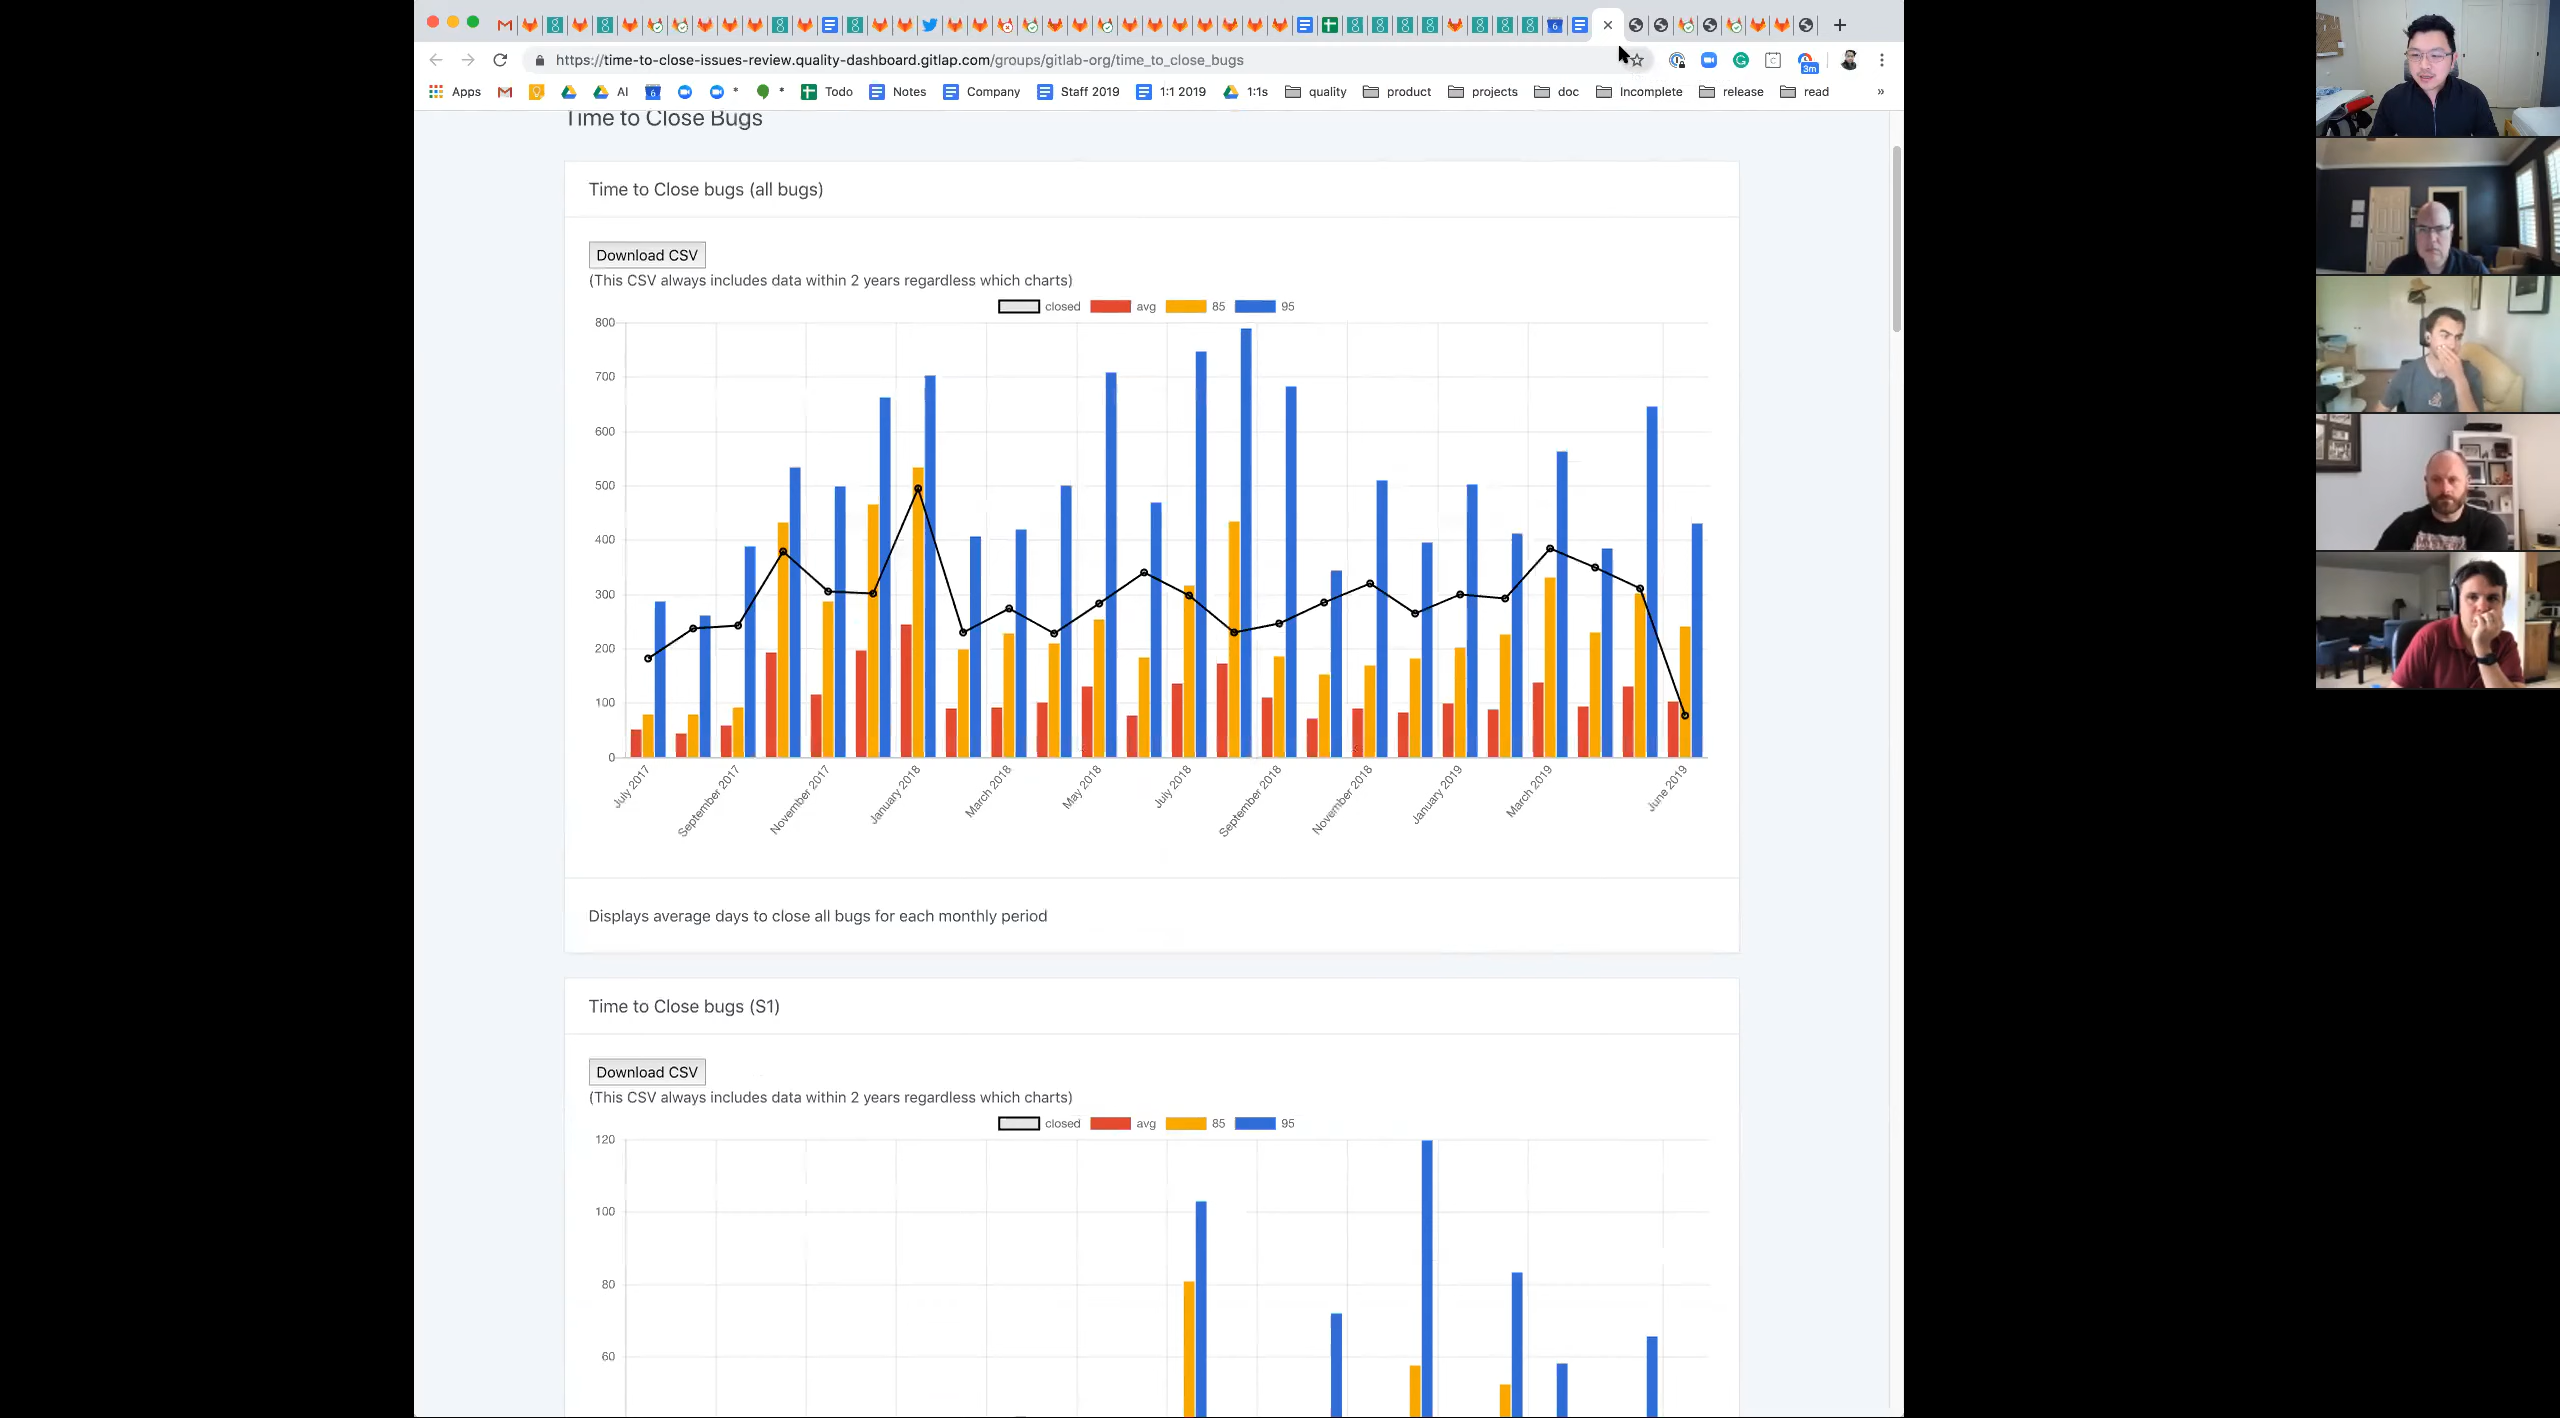 https://time-to-close-issues-review.quality-dashboard.gitlap.com/groups/gitlab-org/time_to_close_bugs
3m
Apps 6 AI * * Todo Notes Company Staff 2019 1:1 2019 1:1s quality product projects doc Incomplete release read »
Time to Close Bugs
Time to Close bugs (all bugs)
Download CSV
(This CSV always includes data within 2 years regardless which charts)
closed avg 85 95
800
700
600
500
400
300
200
100
0
July 2017 September 2017 November 2017 January 2018 March 2018 May 2018 July 2018 September 2018 November 2018 January 2019 March 2019 June 2019
Displays average days to close all bugs for each monthly period
Time to Close bugs (S1)
Download CSV
(This CSV always includes data within 2 years regardless which charts)
closed avg 85 95
120
100
80
60